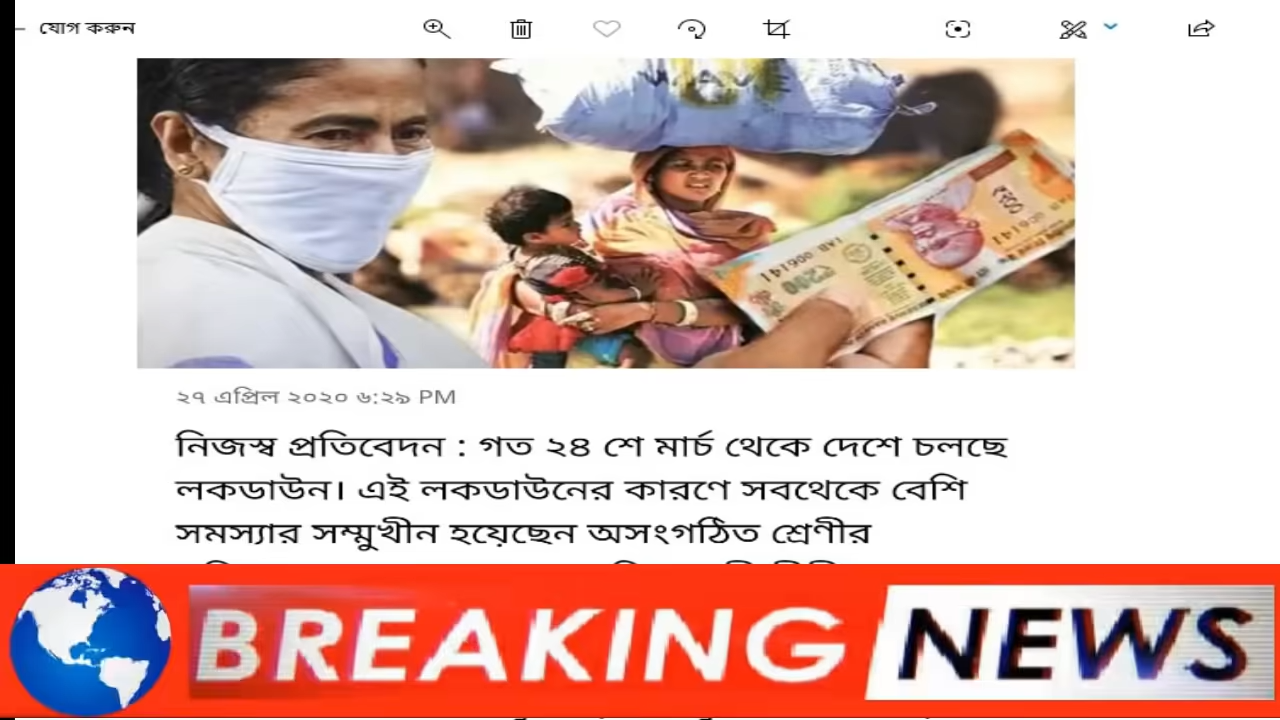 যোগ করুন
২৭ এপ্রিল ২০২০ ৬:২৯ PM
নিজস্ব প্রতিবেদন : গত ২৪ শে মার্চ থেকে দেশে চলছে
লকডাউন। এই লকডাউনের কারণে সবথেকে বেশি
সমস্যার সম্মুখীন হয়েছেন অসংগঠিত শ্রেণীর
BREAKING NEWS